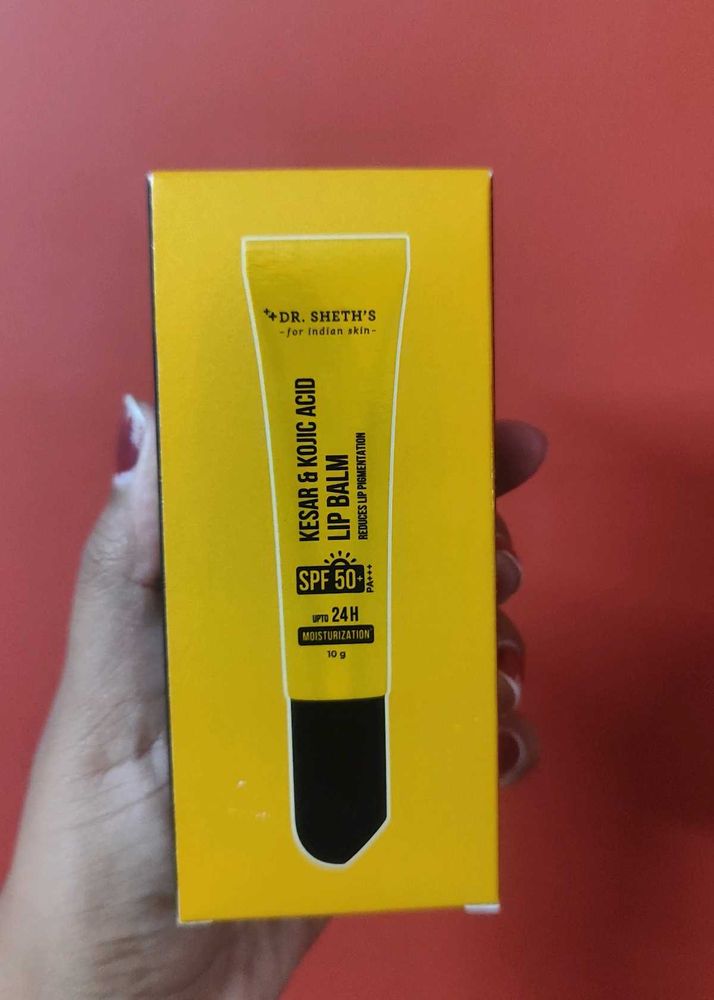 DR. SHETH'S
-for indian skin-
KESAR & KOJIC ACID
LIP BALM
REDUCES LIP PIGMENTATION
SPF 50+
PA+++
UPTO 24H
MOISTURIZATION
10 g